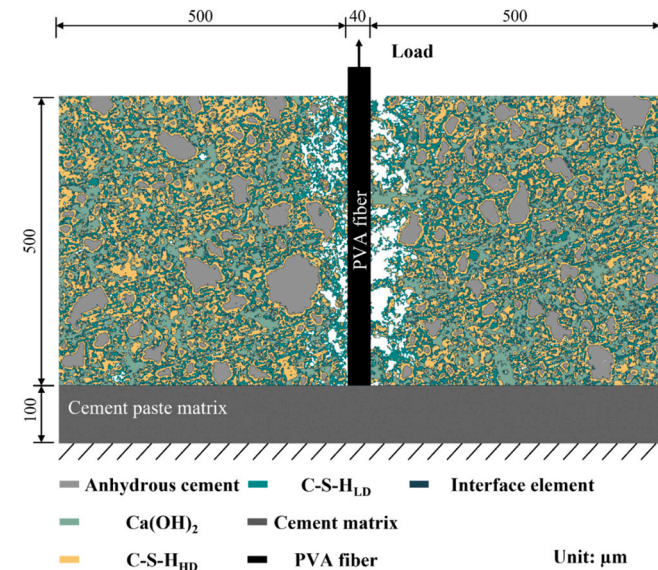 500 40 500
Load
500
PVA fiber
100
Cement paste matrix
Anhydrous cement C-S-H_LD Interface element
Ca(OH)₂ Cement matrix
C-S-H_HD PVA fiber Unit: μm